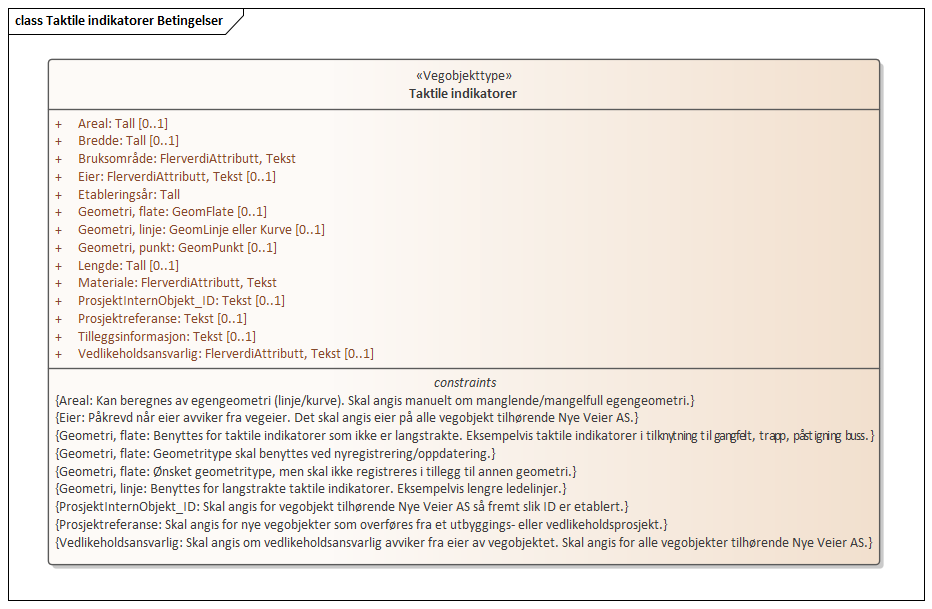 class Taktile indikatorer Betingelser
«Vegobjekttype»
Taktile indikatorer
+ Areal: Tall [0..1]
+ Bredde: Tall [0..1]
+ Bruksområde: FlerverdiAttributt, Tekst
+ Eier: FlerverdiAttributt, Tekst [0..1]
+ Etableringsår: Tall
+ Geometri, flate: GeomFlate [0..1]
+ Geometri, linje: GeomLinje eller Kurve [0..1]
+ Geometri, punkt: GeomPunkt [0..1]
+ Lengde: Tall [0..1]
+ Materiale: FlerverdiAttributt, Tekst
+ ProsjektInternObjekt_ID: Tekst [0..1]
+ Prosjektreferanse: Tekst [0..1]
+ Tilleggsinformasjon: Tekst [0..1]
+ Vedlikeholdsansvarlig: FlerverdiAttributt, Tekst [0..1]
constraints
{Areal: Kan beregnes av egengeometri (linje/kurve). Skal angis manuelt om manglende/mangelfull egengeometri.}
{Eier: Påkrevd når eier avviker fra vegeier. Det skal angis eier på alle vegobjekt tilhørende Nye Veier AS.}
{Geometri, flate: Benyttes for taktile indikatorer som ikke er langstrakte. Eksempelvis taktile indikatorer i tilknytning til gangfelt, trapp, påstigning buss.}
{Geometri, flate: Geometritype skal benyttes ved nyregistrering/oppdatering.}
{Geometri, flate: Ønsket geometritype, men skal ikke registreres i tillegg til annen geometri.}
{Geometri, linje: Benyttes for langstrakte taktile indikatorer. Eksempelvis lengre ledelinjer.}
{ProsjektInternObjekt_ID: Skal angis for vegobjekt tilhørende Nye Veier AS så fremt slik ID er etablert.}
{Prosjektreferanse: Skal angis for nye vegobjekter som overføres fra et utbyggings- eller vedlikeholdsprosjekt.}
{Vedlikeholdsansvarlig: Skal angis om vedlikeholdsansvarlig avviker fra eier av vegobjektet. Skal angis for alle vegobjekter tilhørende Nye Veier AS.}